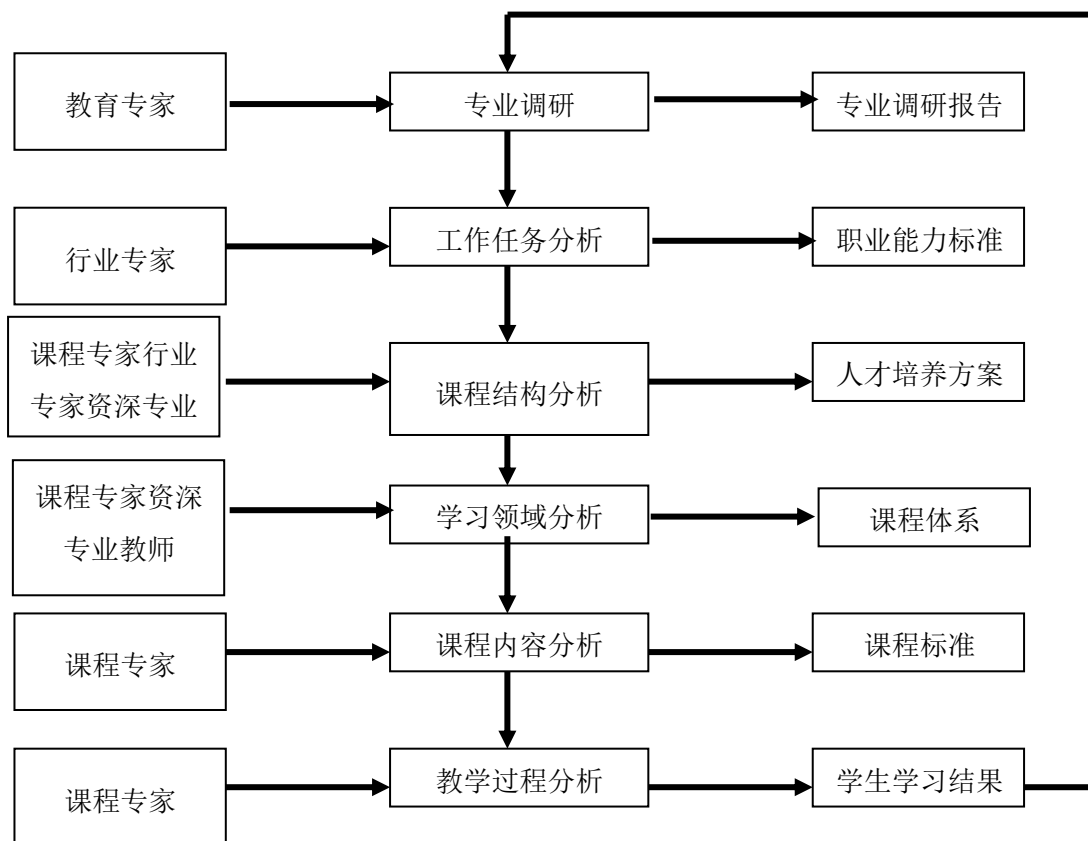 教育专家
专业调研
专业调研报告
行业专家
工作任务分析
职业能力标准
课程专家行业
专家资深专业
课程结构分析
人才培养方案
课程专家资深
专业教师
学习领域分析
课程体系
课程专家
课程内容分析
课程标准
课程专家
教学过程分析
学生学习结果